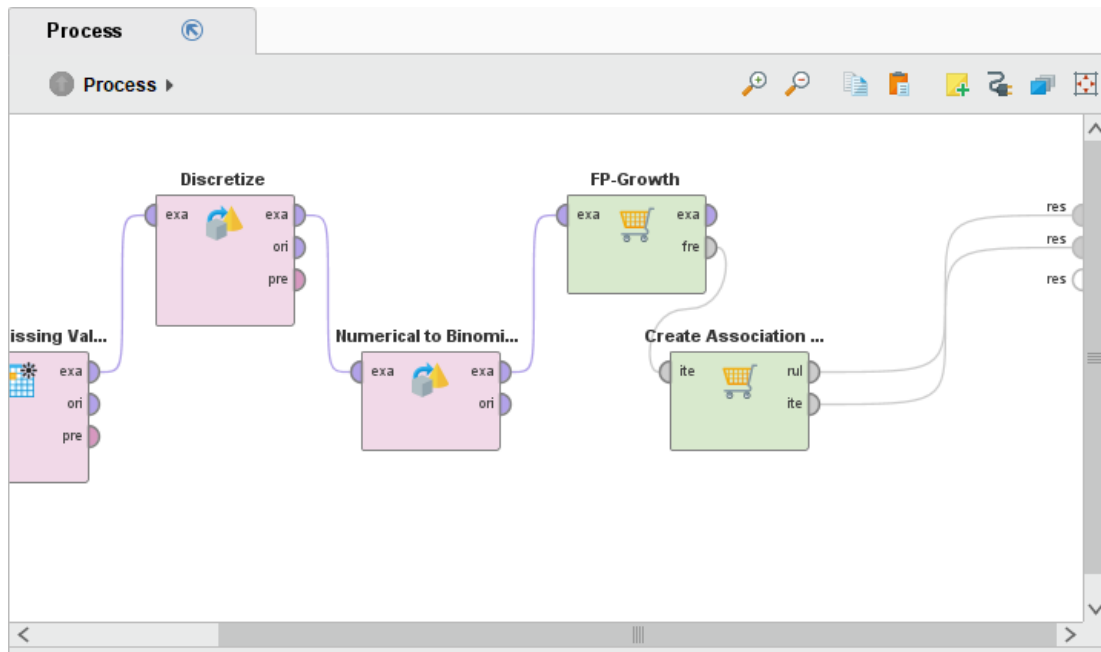 Process
Process
Discretize
exa
exa
ori
pre
FP-Growth
exa
exa
fre
res
res
res
issing Val...
exa
ori
pre
Numerical to Binomi...
exa
exa
ori
Create Association ...
ite
rul
ite